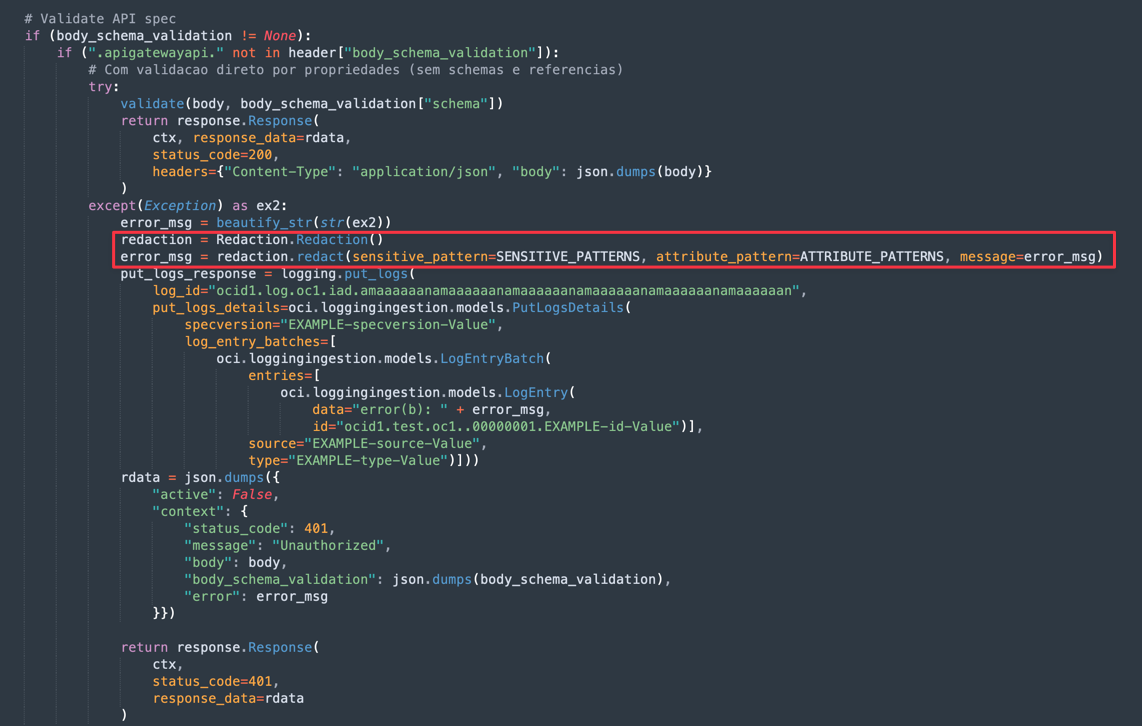 # Validate API spec
if (body_schema_validation != None):
if (".apigatewayapi." not in header["body_schema_validation"]):
# Com validacao direto por propriedades (sem schemas e referencias)
try:
validate(body, body_schema_validation["schema"])
return response.Response(
ctx, response_data=rdata,
status_code=200,
headers={"Content-Type": "application/json", "body": json.dumps(body)}
)
except(Exception) as ex2:
error_msg = beautify_str(str(ex2))
redaction = Redaction.Redaction()
error_msg = redaction.redact(sensitive_pattern=SENSITIVE_PATTERNS, attribute_pattern=ATTRIBUTE_PATTERNS, message=error_msg)
put_logs_response = logging.put_logs(
log_id="ocid1.log.oc1.iad.amaaaaaanamaaaaaanamaaaaaanamaaaaaanamaaaaaanamaaaaaan",
put_logs_details=oci.loggingingestion.models.PutLogsDetails(
specversion="EXAMPLE-specversion-Value",
log_entry_batches=[
oci.loggingingestion.models.LogEntryBatch(
entries=[
oci.loggingingestion.models.LogEntry(
data="error(b): " + error_msg,
id="ocid1.test.oc1..00000001.EXAMPLE-id-Value")],
source="EXAMPLE-source-Value",
type="EXAMPLE-type-Value")]))
rdata = json.dumps({
"active": False,
"context": {
"status_code": 401,
"message": "Unauthorized",
"body": body,
"body_schema_validation": json.dumps(body_schema_validation),
"error": error_msg
}})
return response.Response(
ctx,
status_code=401,
response_data=rdata
)